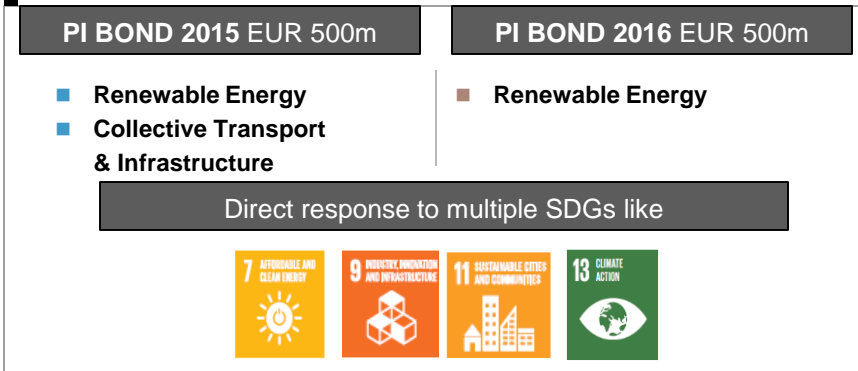 PI BOND 2015 EUR 500m
PI BOND 2016 EUR 500m
Renewable Energy
Collective Transport
& Infrastructure
Renewable Energy
Direct response to multiple SDGs like
7 AFFORDABLE AND
CLEAN ENERGY
9 INDUSTRY, INNOVATION
AND INFRASTRUCTURE
11 SUSTAINABLE CITIES
AND COMMUNITIES
13 CLIMATE
ACTION